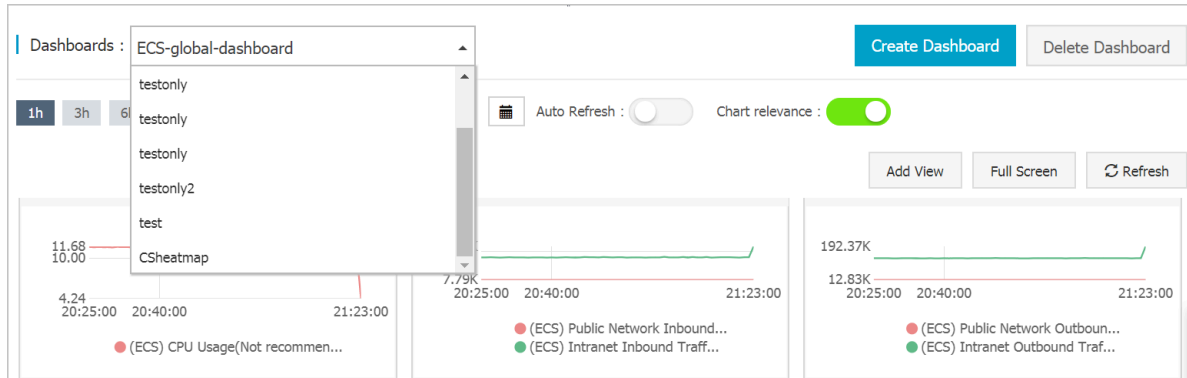 Dashboards : ECS-global-dashboard Create Dashboard Delete Dashboard
testonly
1h 3h testonly Auto Refresh : Chart relevance :
testonly
testonly2
Add View Full Screen Refresh
test
CSheatmap
11.68
10.00
4.24
20:25:00 20:40:00 21:23:00
(ECS) CPU Usage(Not recommen...
7.79K
20:25:00 20:40:00 21:23:00
(ECS) Public Network Inbound...
(ECS) Intranet Inbound Traff...
192.37K
12.83K
20:25:00 20:40:00 21:23:00
(ECS) Public Network Outboun...
(ECS) Intranet Outbound Traf...